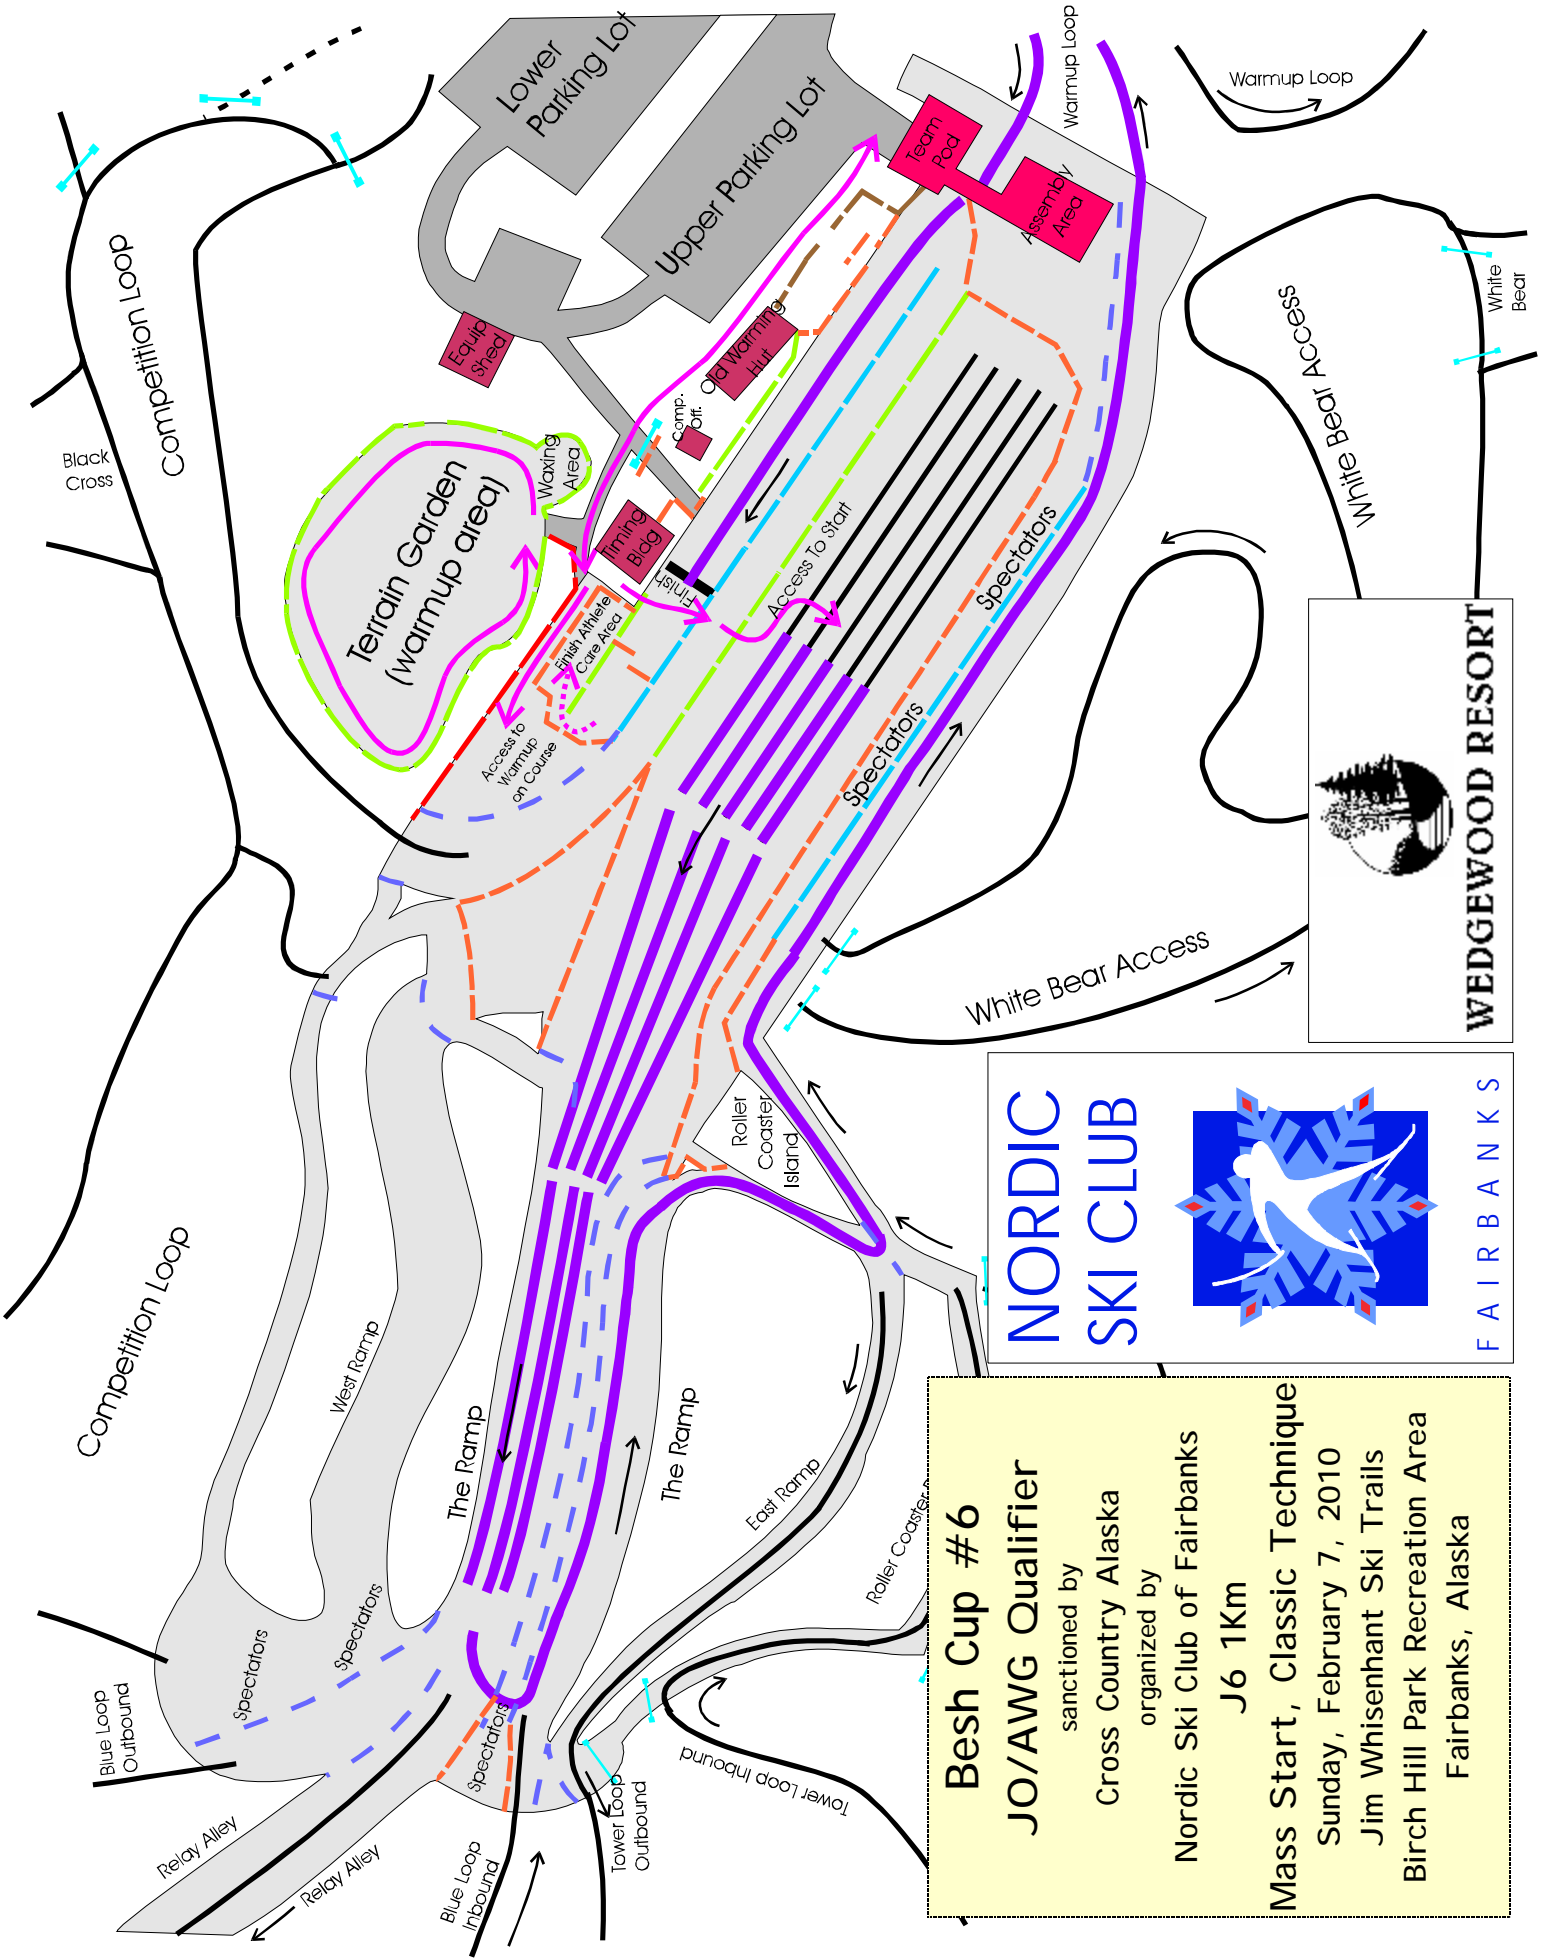 Besh Cup #6
JO/AWG Qualifier
sanctioned by
Cross Country Alaska
organized by
Nordic Ski Club of Fairbanks
J6 1Km
Mass Start, Classic Technique
Sunday, February 7, 2010
Jim Whisenhant Ski Trails
Birch Hill Park Recreation Area
Fairbanks, Alaska
NORDIC
SKI CLUB
FAIRBANKS
WEDGEWOOD RESORT
Lower
Parking Lot
Upper Parking Lot
Team
Pod
Assembly
Area
Warmup Loop
Warmup Loop
White
Bear
White Bear Access
White Bear Access
Competition Loop
Black
Cross
Equip
Shed
Old Warming
Hut
Comp.
Off.
Waxing
Area
Terrain Garden
(warmup area)
Timing
Bldg
Finish
Finish Athlete
Care Area
Access to
Warmup
on Course
Access To Start
Spectators
Spectators
Roller
Coaster
Island
Competition Loop
West Ramp
The Ramp
The Ramp
East Ramp
Roller Coaster
Spectators
Spectators
Spectators
Blue Loop
Outbound
Relay Alley
Relay Alley
Blue Loop
Inbound
Tower Loop
Outbound
Tower Loop Inbound